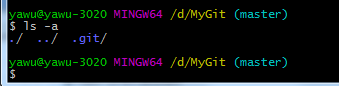 yawu@yawu-3020 MINGW64 /d/MyGit (master)
$ ls -a
./  ../  .git/
yawu@yawu-3020 MINGW64 /d/MyGit (master)
$